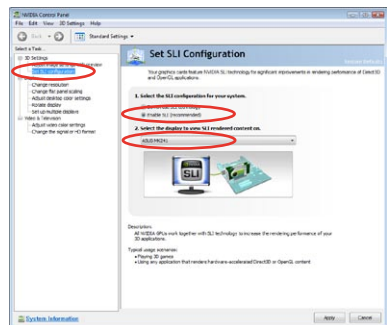 NVIDIA Control Panel
File Edit View 3D Settings Help
Standard Settings
Select a Task...
3D Settings
Set SLI configuration
Change resolution
Change flat panel scaling
Adjust desktop color settings
Rotate display
Set up multiple displays
Video & Television
Adjust video color settings
Change the signal or HD format
System Information
Set SLI Configuration
Your graphics cards feature NVIDIA SLI technology for significant improvements in rendering performance of Direct3D
and OpenGL applications.
1. Select the SLI configuration for your system.
Enable SLI (recommended)
2. Select the display to view SLI rendered content on.
SLI
Description:
All NVIDIA GPUs work together with SLI technology to increase the rendering performance of your
3D applications.
Typical usage scenarios:
• Playing 3D games
• Using any application that renders hardware-accelerated Direct3D or OpenGL content
Apply
Cancel